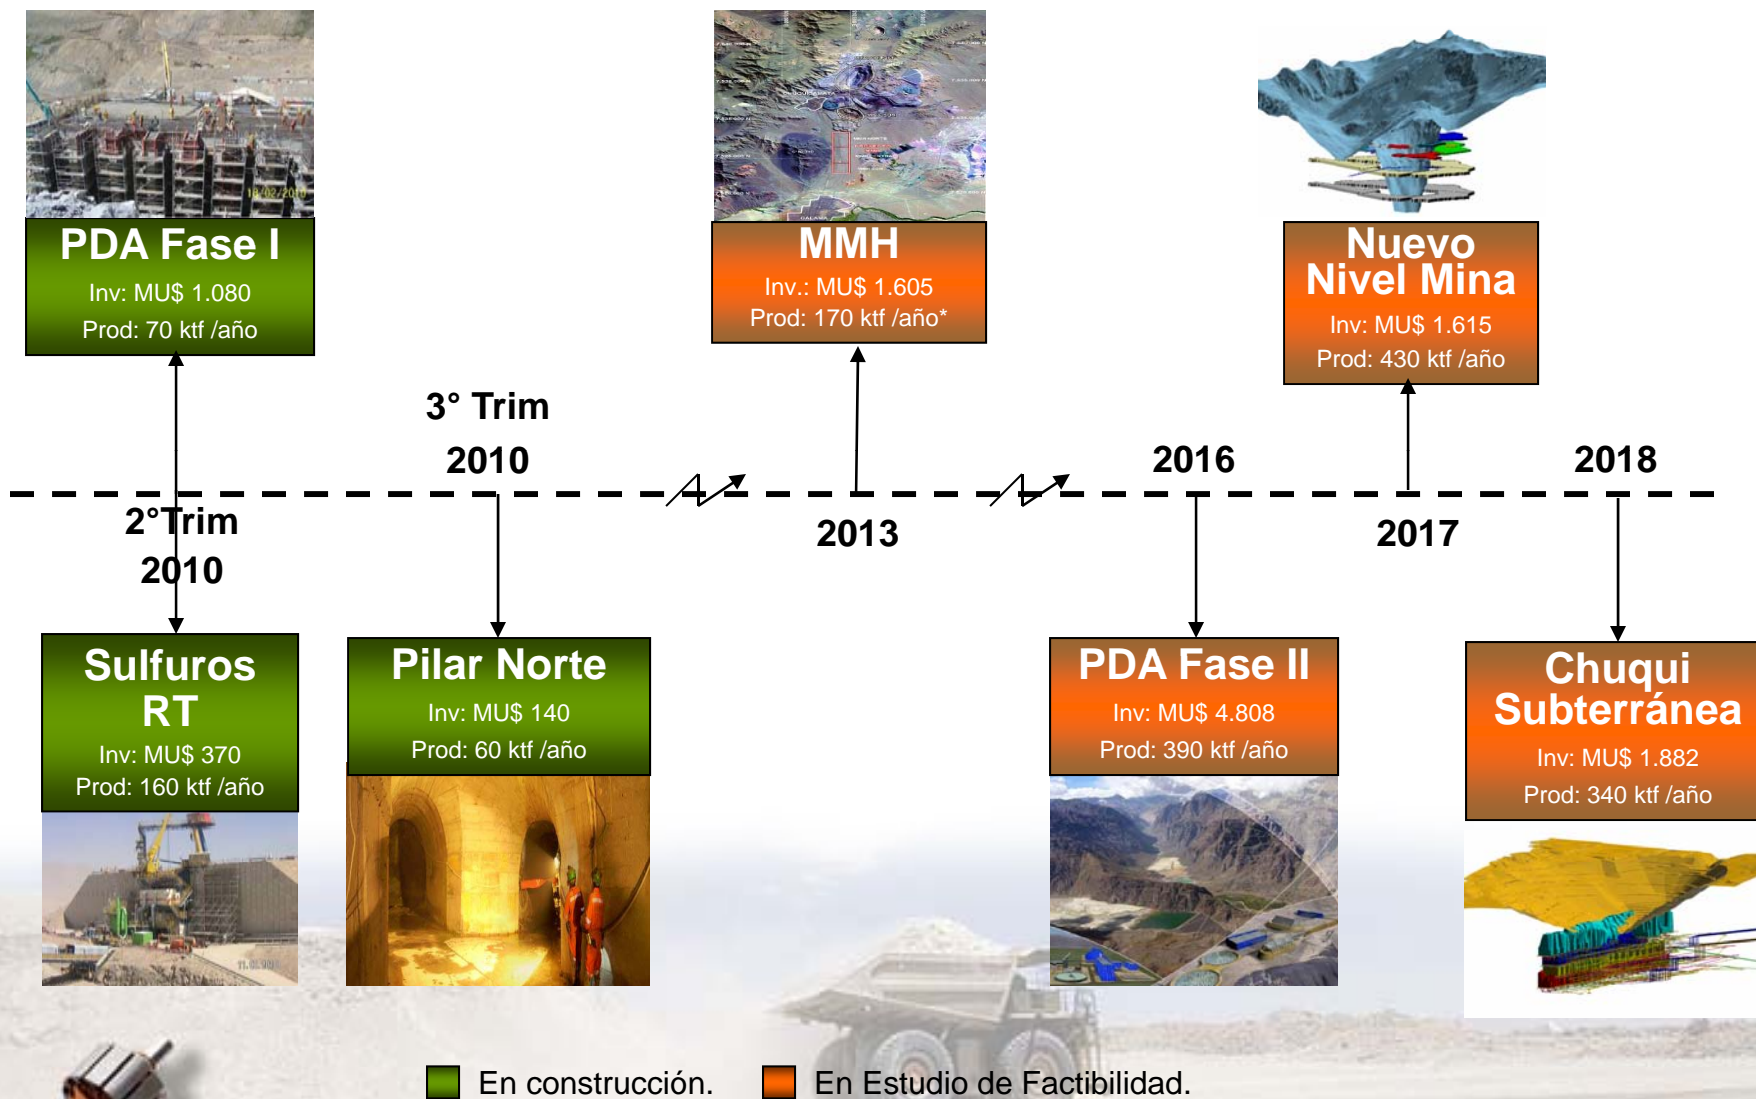 18/02/2010
PDA Fase I
Inv: MU$ 1.080
Prod: 70 ktf /año
MMH
Inv.: MU$ 1.605
Prod: 170 ktf /año*
Nuevo
Nivel Mina
Inv: MU$ 1.615
Prod: 430 ktf /año
3° Trim
2010
2016
2018
2°Trim
2010
2013
2017
Sulfuros
RT
Inv: MU$ 370
Prod: 160 ktf /año
Pilar Norte
Inv: MU$ 140
Prod: 60 ktf /año
PDA Fase II
Inv: MU$ 4.808
Prod: 390 ktf /año
Chuqui
Subterránea
Inv: MU$ 1.882
Prod: 340 ktf /año
En construcción.
En Estudio de Factibilidad.